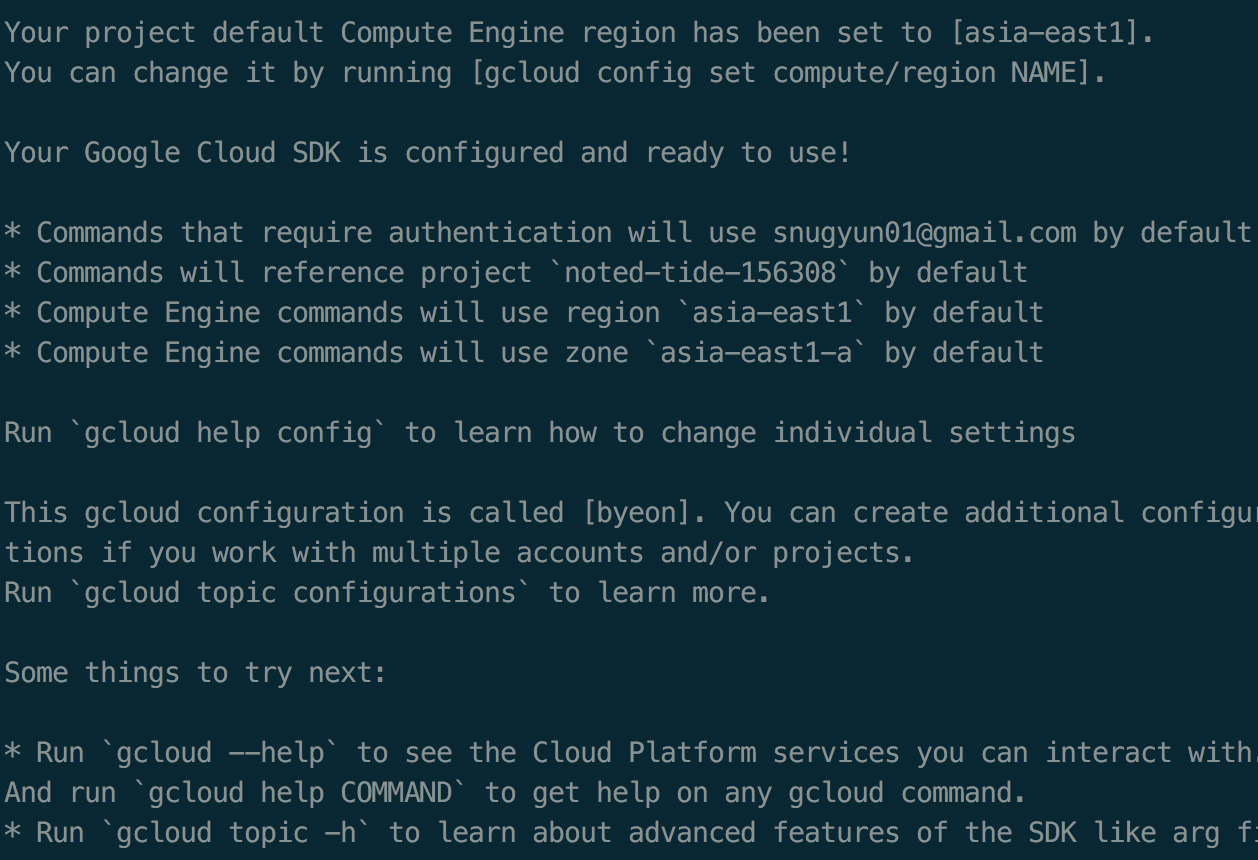 Your project default Compute Engine region has been set to [asia-east1].
You can change it by running [gcloud config set compute/region NAME].
Your Google Cloud SDK is configured and ready to use!
* Commands that require authentication will use snugyun01@gmail.com by default
* Commands will reference project `noted-tide-156308` by default
* Compute Engine commands will use region `asia-east1` by default
* Compute Engine commands will use zone `asia-east1-a` by default
Run `gcloud help config` to learn how to change individual settings
This gcloud configuration is called [byeon]. You can create additional configur
tions if you work with multiple accounts and/or projects.
Run `gcloud topic configurations` to learn more.
Some things to try next:
* Run `gcloud --help` to see the Cloud Platform services you can interact with.
And run `gcloud help COMMAND` to get help on any gcloud command.
* Run `gcloud topic -h` to learn about advanced features of the SDK like arg fi